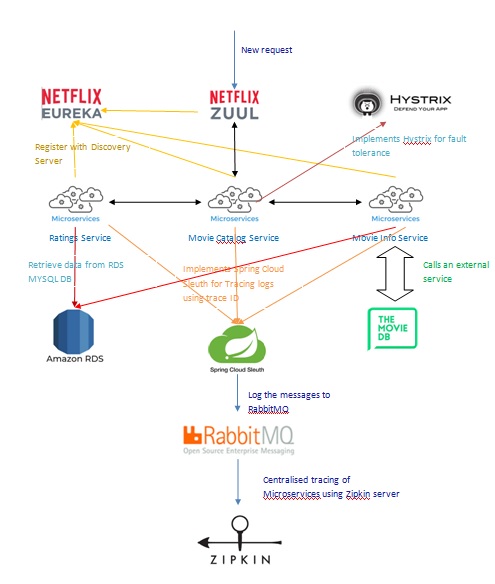 New request
NETFLIX
EUREKA
NETFLIX
ZUUL
HYSTRIX
DEFEND YOUR APP
Register with Discovery
Server
Implements Hystrix for fault
tolerance
Microservices
Microservices
Microservices
Ratings Service
Movie Catalog Service
Movie Info Service
Retrieve data from RDS
MYSQL DB
Implements Spring Cloud
Sleuth for Tracing logs
using trace ID
Calls an external
service
Amazon RDS
Spring Cloud Sleuth
THE
MOVIE
DB
Log the messages to
RabbitMQ
RabbitMQ
Open Source Enterprise Messaging
Centralised tracing of
Microservices using Zipkin server
ZIPKIN